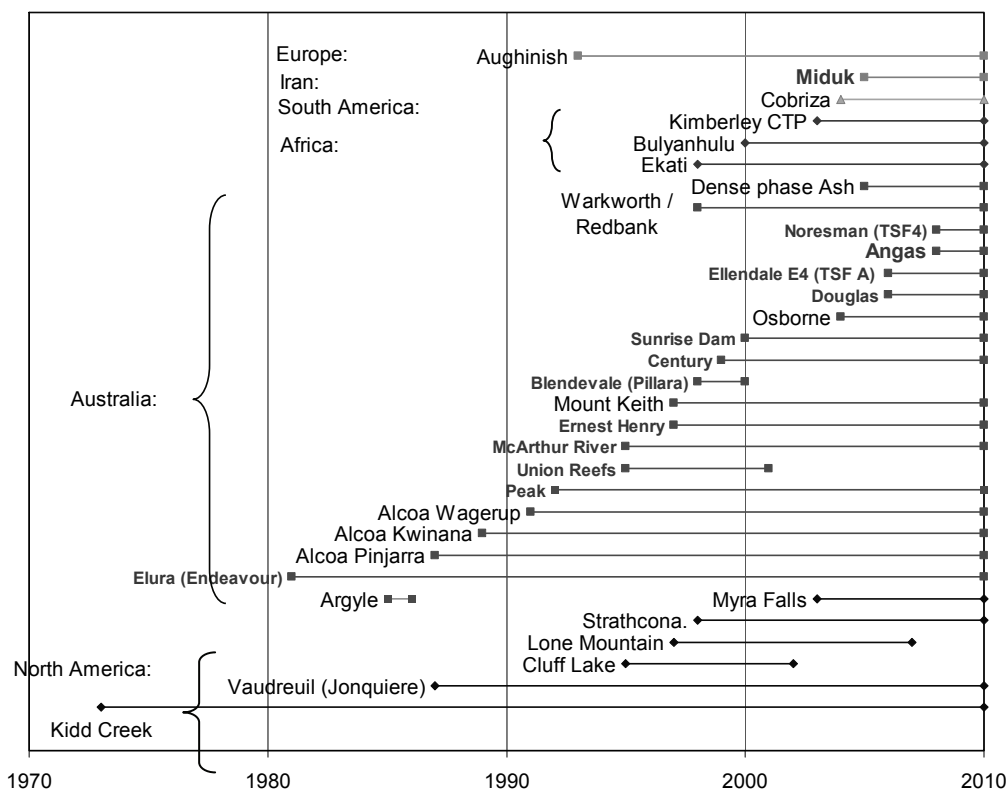 Europe: Aughinish
Iran: Miduk
South America: Cobriza
Kimberley CTP
Africa: Bulyanhulu
Ekati
Dense phase Ash
Warkworth /
Redbank
Noresman (TSF4)
Angas
Ellendale E4 (TSF A)
Douglas
Osborne
Sunrise Dam
Century
Blendevale (Pillara)
Australia: Mount Keith
Ernest Henry
McArthur River
Union Reefs
Peak
Alcoa Wagerup
Alcoa Kwinana
Alcoa Pinjarra
Elura (Endeavour)
Argyle Myra Falls
Strathcona.
Lone Mountain
North America: Cluff Lake
Vaudreuil (Jonquiere)
Kidd Creek
1970 1980 1990 2000 2010